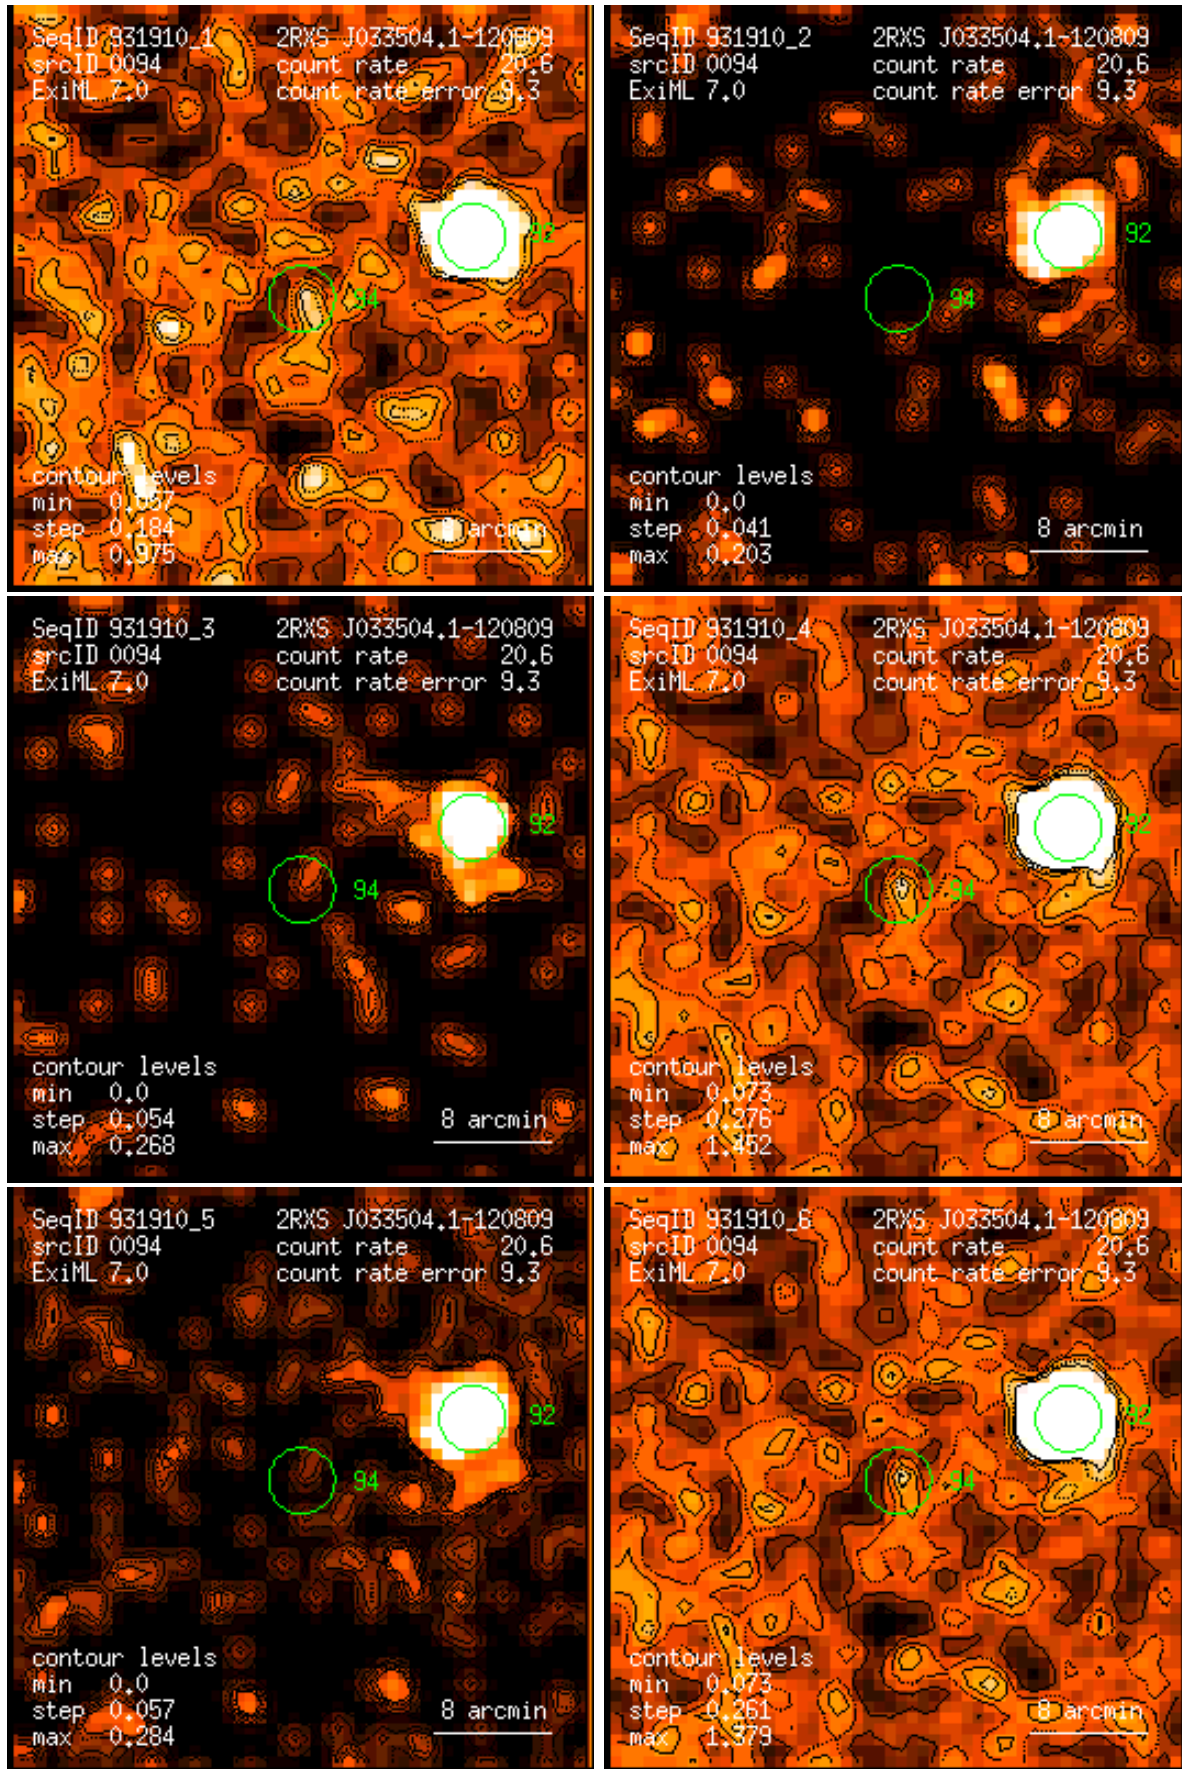 SeqID 931910_1 2RXS J033504.1-120809
srcID 0094 count rate 20.6
ExiML 7.0 count rate error 9.3
92
94
contour levels
min 0.057
step 0.184 8 arcmin
max 0.975
SeqID 931910_2 2RXS J033504.1-120809
srcID 0094 count rate 20.6
ExiML 7.0 count rate error 9.3
92
94
contour levels
min 0.0
step 0.041 8 arcmin
max 0.203
SeqID 931910_3 2RXS J033504.1-120809
srcID 0094 count rate 20.6
ExiML 7.0 count rate error 9.3
92
94
contour levels
min 0.0
step 0.054 8 arcmin
max 0.268
SeqID 931910_4 2RXS J033504.1-120809
srcID 0094 count rate 20.6
ExiML 7.0 count rate error 9.3
92
94
contour levels
min 0.073
step 0.276 8 arcmin
max 1.452
SeqID 931910_5 2RXS J033504.1-120809
srcID 0094 count rate 20.6
ExiML 7.0 count rate error 9.3
92
94
contour levels
min 0.0
step 0.057 8 arcmin
max 0.284
SeqID 931910_6 2RXS J033504.1-120809
srcID 0094 count rate 20.6
ExiML 7.0 count rate error 9.3
92
94
contour levels
min 0.073
step 0.261 8 arcmin
max 1.379